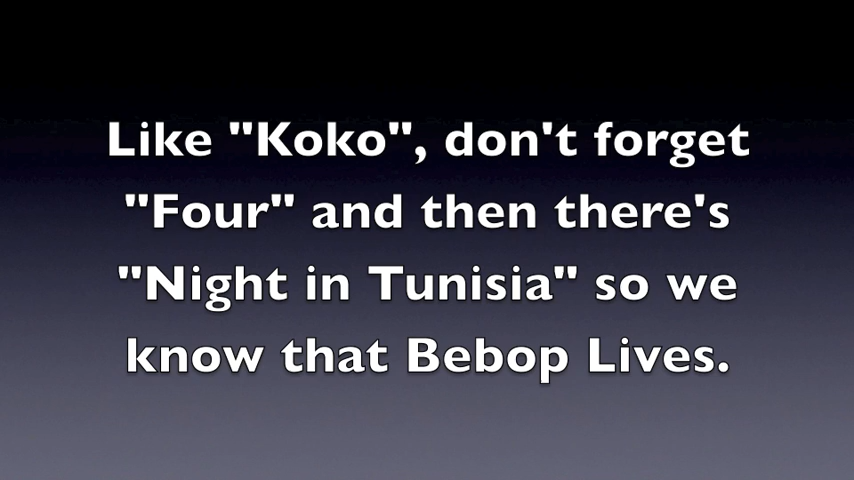 Like "Koko", don't forget
"Four" and then there's
"Night in Tunisia" so we
know that Bebop Lives.